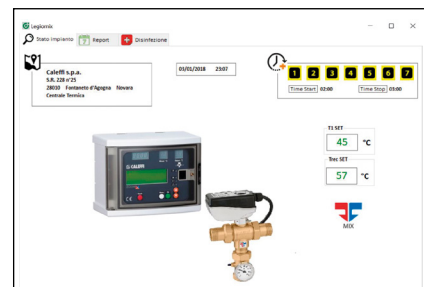 Legiomix
Stato impianto Report Disinfezione
Caleffi s.p.a.
S.R. 228 n°25
28010 Fontaneto d'Agogna Novara
Centrale Termica
01/01/2018 23:07
1 2 3 4 5 6 7
Time Start 02:00 Time Stop 03:00
CALEFFI
T1 SET
45 °C
Trec SET
57 °C
MIX